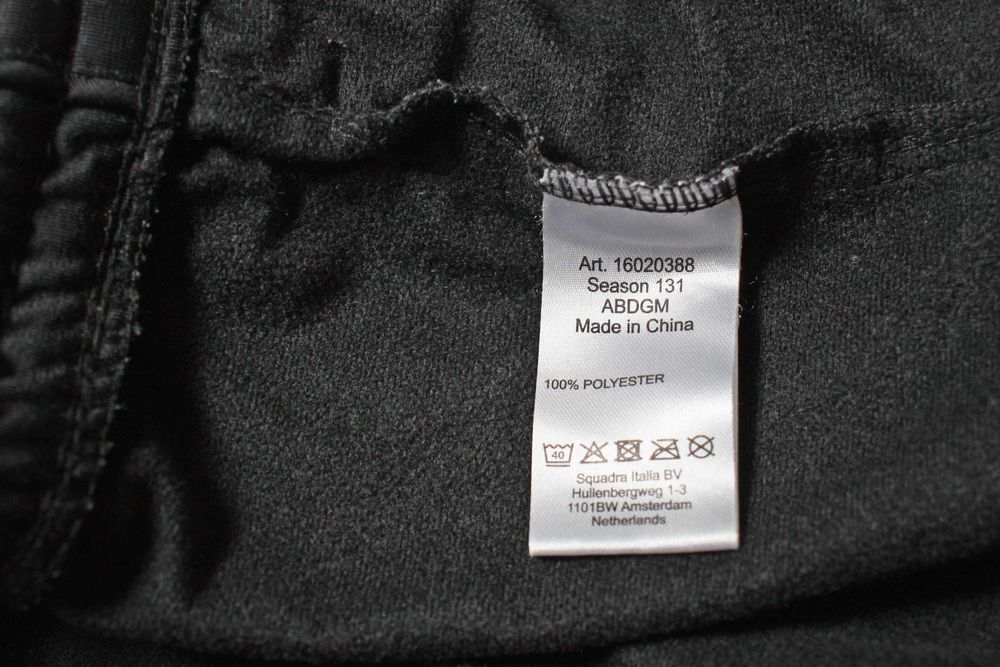 Art. 16020388
Season 131
ABDGM
Made in China
100% POLYESTER
40
Squadra Italia BV
Hullenbergweg 1-3
1101BW Amsterdam
Netherlands